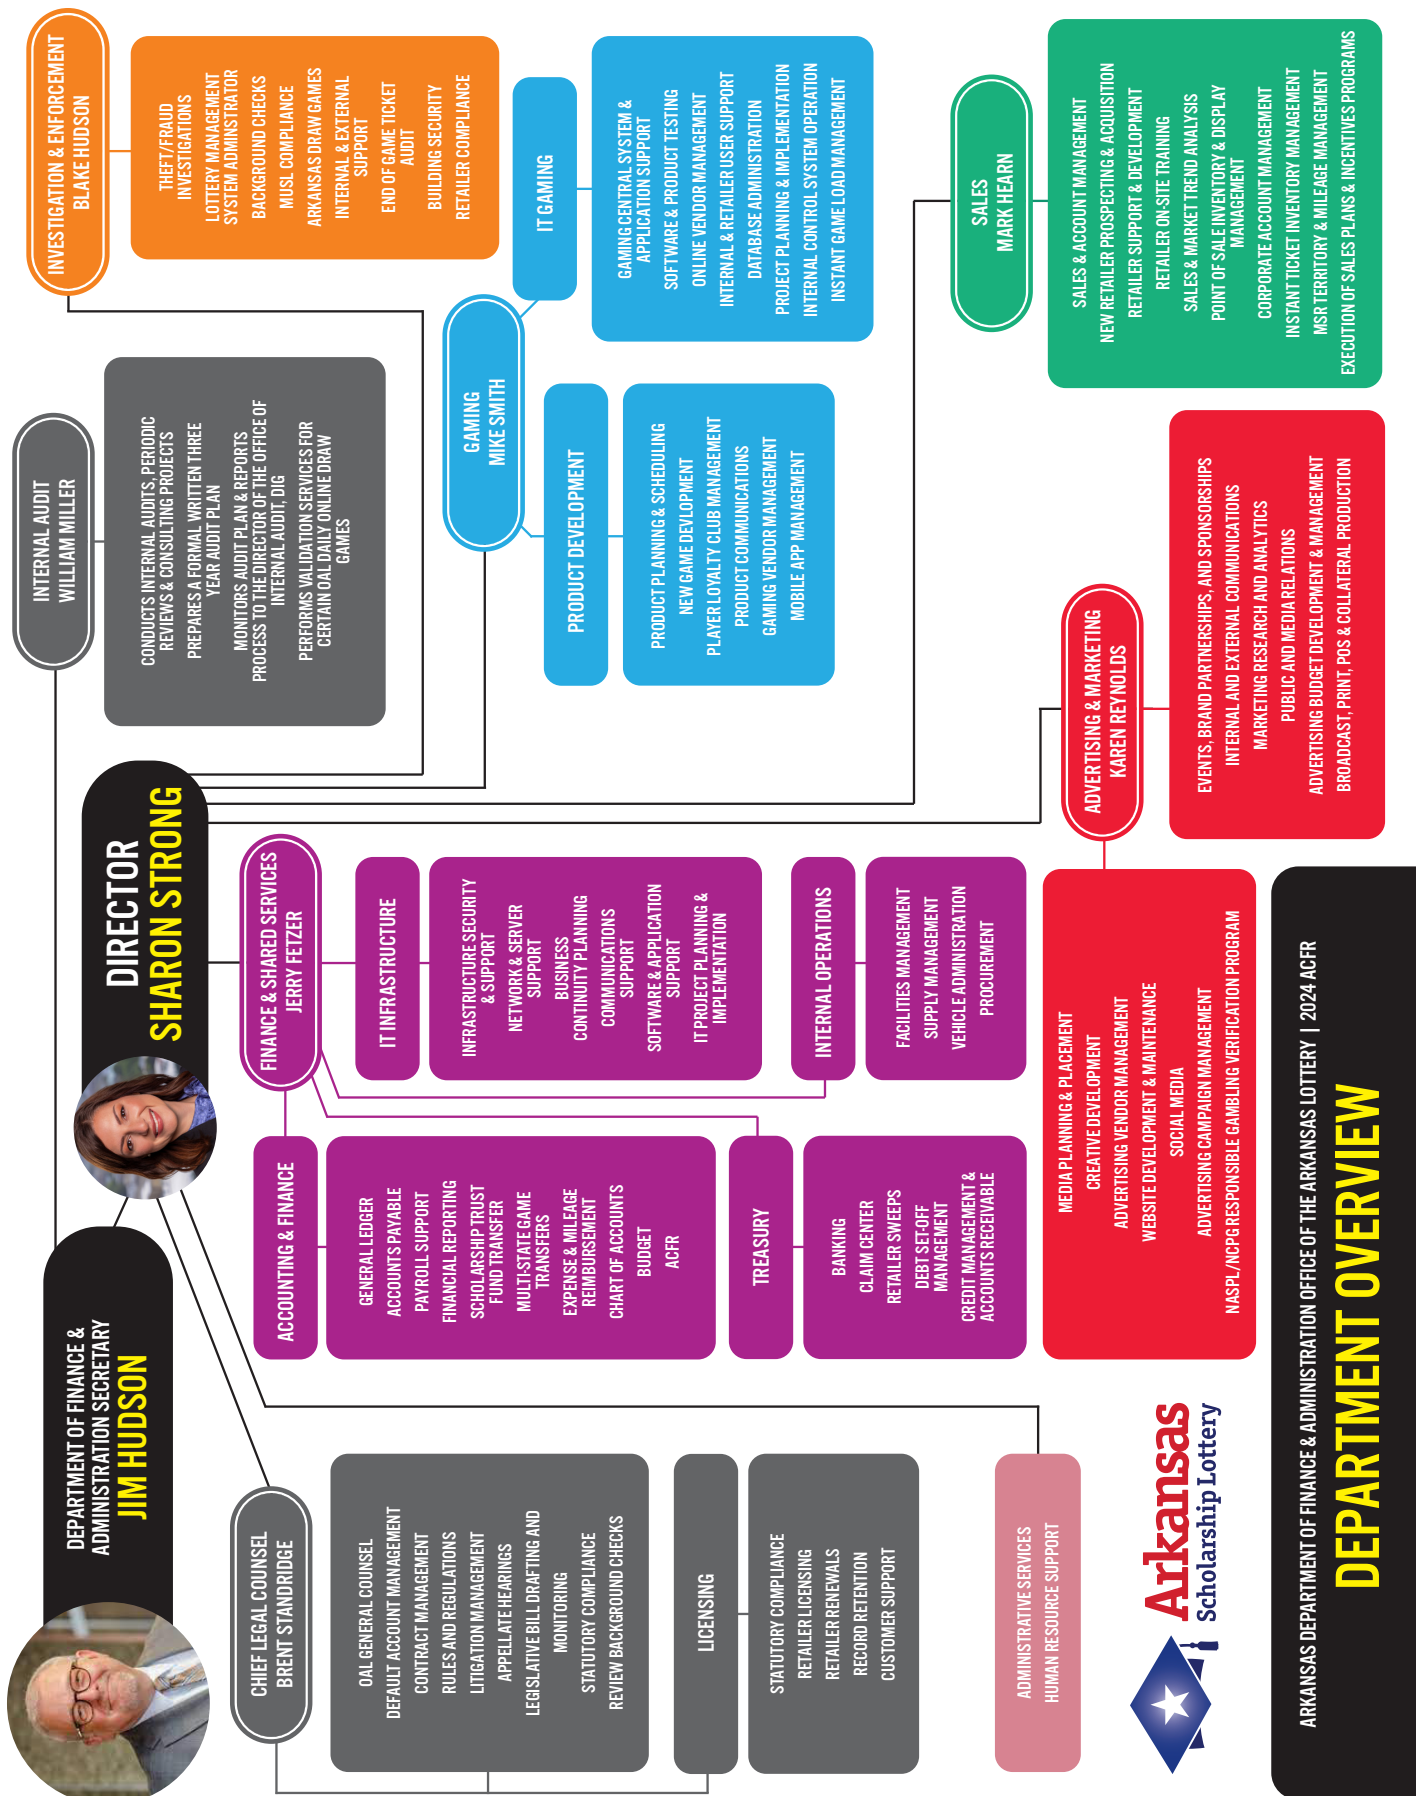 DEPARTMENT OF FINANCE &
ADMINISTRATION SECRETARY
JIM HUDSON
DIRECTOR
SHARON STRONG
INTERNAL AUDIT
WILLIAM MILLER
CONDUCTS INTERNAL AUDITS, PERIODIC
REVIEWS & CONSULTING PROJECTS
PREPARES A FORMAL WRITTEN THREE
YEAR AUDIT PLAN
MONITORS AUDIT PLAN & REPORTS
PROCESS TO THE DIRECTOR OF THE OFFICE OF
INTERNAL AUDIT, DIG
PERFORMS VALIDATION SERVICES FOR
CERTAIN OAL DAILY ONLINE DRAW
GAMES
INVESTIGATION & ENFORCEMENT
BLAKE HUDSON
THEFT/FRAUD
INVESTIGATIONS
LOTTERY MANAGEMENT
SYSTEM ADMINSTRATOR
BACKGROUND CHECKS
MUSL COMPLIANCE
ARKANSAS DRAW GAMES
INTERNAL & EXTERNAL
SUPPORT
END OF GAME TICKET
AUDIT
BUILDING SECURITY
RETAILER COMPLIANCE
CHIEF LEGAL COUNSEL
BRENT STANDRIDGE
OAL GENERAL COUNSEL
DEFAULT ACCOUNT MANAGEMENT
CONTRACT MANAGEMENT
RULES AND REGULATIONS
LITIGATION MANAGEMENT
APPELLATE HEARINGS
LEGISLATIVE BILL DRAFTING AND
MONITORING
STATUTORY COMPLIANCE
REVIEW BACKGROUND CHECKS
LICENSING
STATUTORY COMPLIANCE
RETAILER LICENSING
RETAILER RENEWALS
RECORD RETENTION
CUSTOMER SUPPORT
ADMINISTRATIVE SERVICES
HUMAN RESOURCE SUPPORT
FINANCE & SHARED SERVICES
JERRY FETZER
ACCOUNTING & FINANCE
GENERAL LEDGER
ACCOUNTS PAYABLE
PAYROLL SUPPORT
FINANCIAL REPORTING
SCHOLARSHIP TRUST
FUND TRANSFER
MULTI-STATE GAME
TRANSFERS
EXPENSE & MILEAGE
REIMBURSEMENT
CHART OF ACCOUNTS
BUDGET
ACFR
IT INFRASTRUCTURE
INFRASTRUCTURE SECURITY
& SUPPORT
NETWORK & SERVER
SUPPORT
BUSINESS
CONTINUITY PLANNING
COMMUNICATIONS
SUPPORT
SOFTWARE & APPLICATION
SUPPORT
IT PROJECT PLANNING &
IMPLEMENTATION
TREASURY
BANKING
CLAIM CENTER
RETAILER SWEEPS
DEBT SET-OFF
MANAGEMENT
CREDIT MANAGEMENT &
ACCOUNTS RECEIVABLE
INTERNAL OPERATIONS
FACILITIES MANAGEMENT
SUPPLY MANAGEMENT
VEHICLE ADMINISTRATION
PROCUREMENT
GAMING
MIKE SMITH
PRODUCT DEVELOPMENT
PRODUCT PLANNING & SCHEDULING
NEW GAME DEVLOPMENT
PLAYER LOYALTY CLUB MANAGEMENT
PRODUCT COMMUNICATIONS
GAMING VENDOR MANAGEMENT
MOBILE APP MANAGEMENT
IT GAMING
GAMING CENTRAL SYSTEM &
APPLICATION SUPPORT
SOFTWARE & PRODUCT TESTING
ONLINE VENDOR MANAGEMENT
INTERNAL & RETAILER USER SUPPORT
DATABASE ADMINISTRATION
PROJECT PLANNING & IMPLEMENTATION
INTERNAL CONTROL SYSTEM OPERATION
INSTANT GAME LOAD MANAGEMENT
ADVERTISING & MARKETING
KAREN REYNOLDS
MEDIA PLANNING & PLACEMENT
CREATIVE DEVELOPMENT
ADVERTISING VENDOR MANAGEMENT
WEBSITE DEVELOPMENT & MAINTENANCE
SOCIAL MEDIA
ADVERTISING CAMPAIGN MANAGEMENT
NASPL/NCPG RESPONSIBLE GAMBLING VERIFICATION PROGRAM
EVENTS, BRAND PARTNERSHIPS, AND SPONSORSHIPS
INTERNAL AND EXTERNAL COMMUNICATIONS
MARKETING RESEARCH AND ANALYTICS
PUBLIC AND MEDIA RELATIONS
ADVERTISING BUDGET DEVELOPMENT & MANAGEMENT
BROADCAST, PRINT, POS & COLLATERAL PRODUCTION
SALES
MARK HEARN
SALES & ACCOUNT MANAGEMENT
NEW RETAILER PROSPECTING & ACQUISITION
RETAILER SUPPORT & DEVELOPMENT
RETAILER ON-SITE TRAINING
SALES & MARKET TREND ANALYSIS
POINT OF SALE INVENTORY & DISPLAY
MANAGEMENT
CORPORATE ACCOUNT MANAGEMENT
INSTANT TICKET INVENTORY MANAGEMENT
MSR TERRITORY & MILEAGE MANAGEMENT
EXECUTION OF SALES PLANS & INCENTIVES PROGRAMS
Arkansas
Scholarship Lottery
ARKANSAS DEPARTMENT OF FINANCE & ADMINISTRATION OFFICE OF THE ARKANSAS LOTTERY | 2024 ACFR
DEPARTMENT OVERVIEW